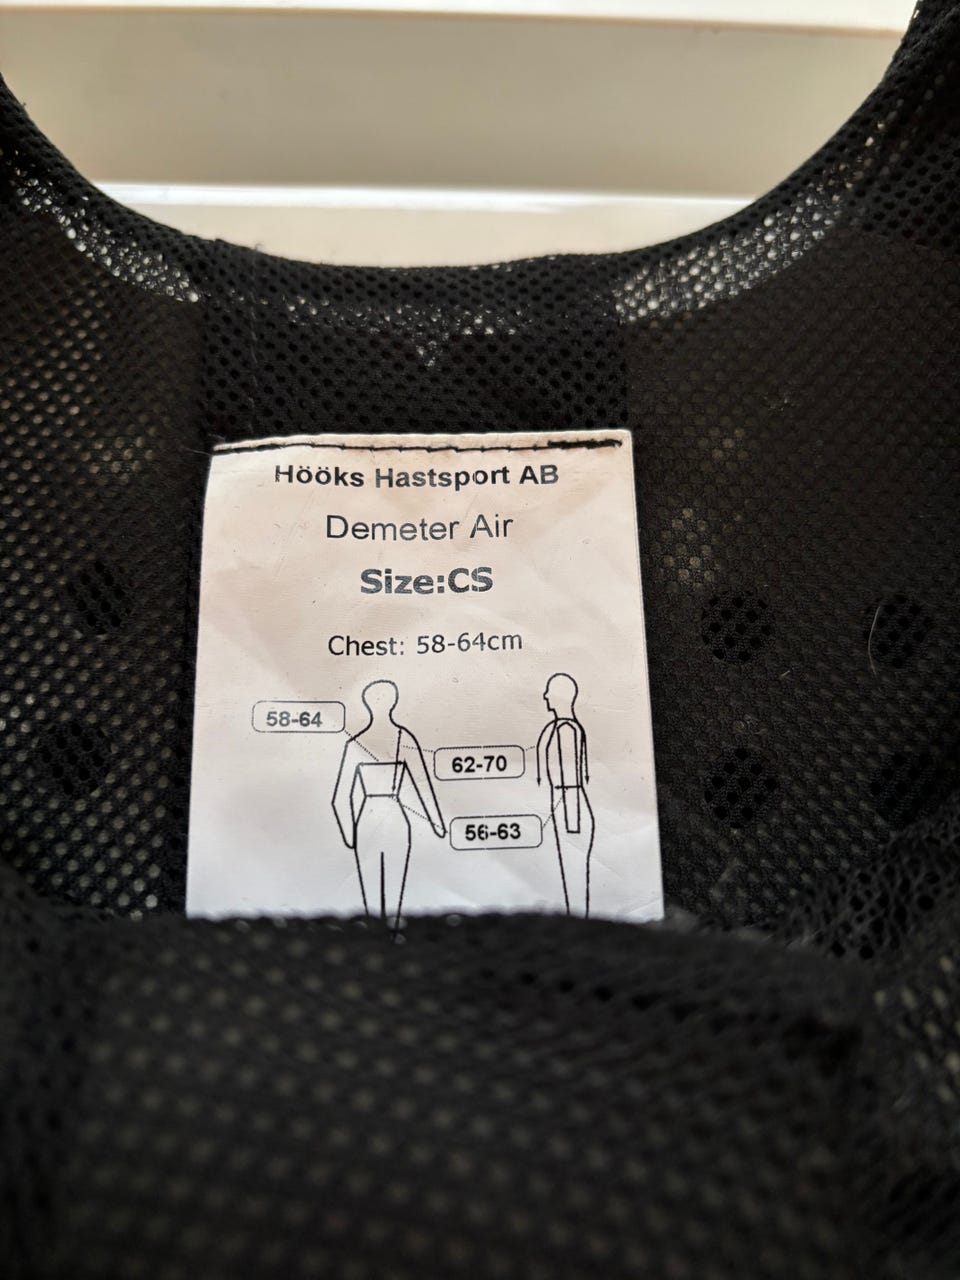 Hööks Hastsport AB
Demeter Air
Size:CS
Chest: 58-64cm
58-64
62-70
56-63